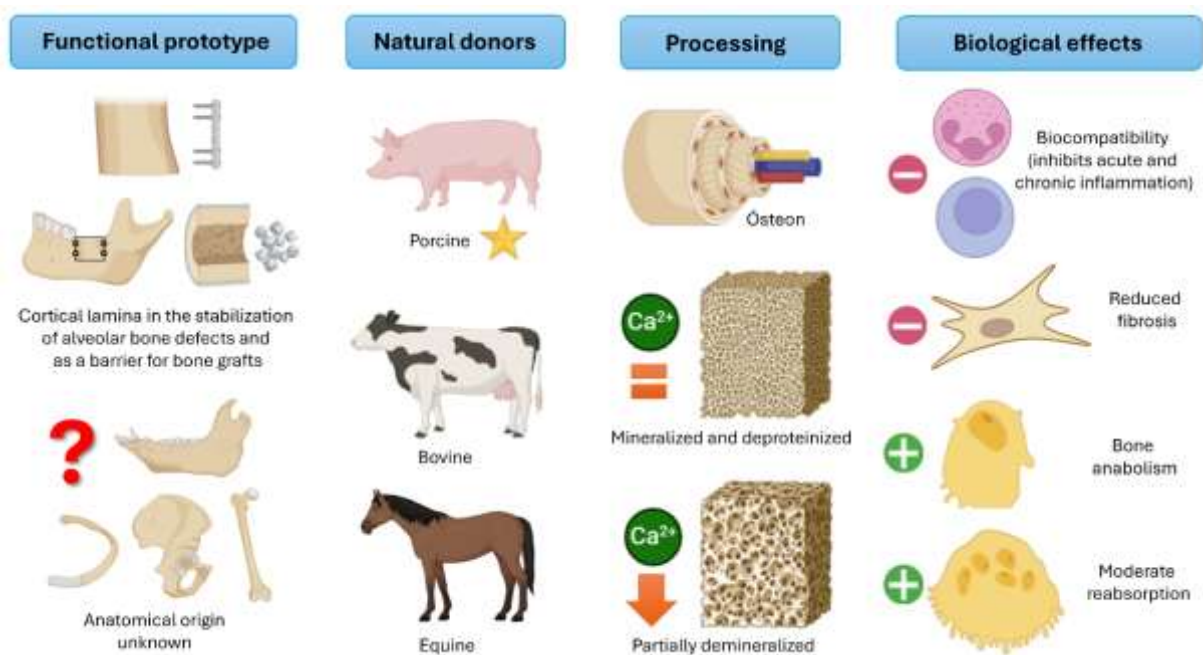 Functional prototype
Cortical lamina in the stabilization
of alveolar bone defects and
as a barrier for bone grafts
?
Anatomical origin
unknown
Natural donors
Porcine
Bovine
Equine
Processing
Ósteon
Ca²⁺
Mineralized and deproteinized
Ca²⁺
Partially demineralized
Biological effects
Biocompatibility
(inhibits acute and
chronic inflammation)
Reduced
fibrosis
Bone
anabolism
Moderate
reabsorption